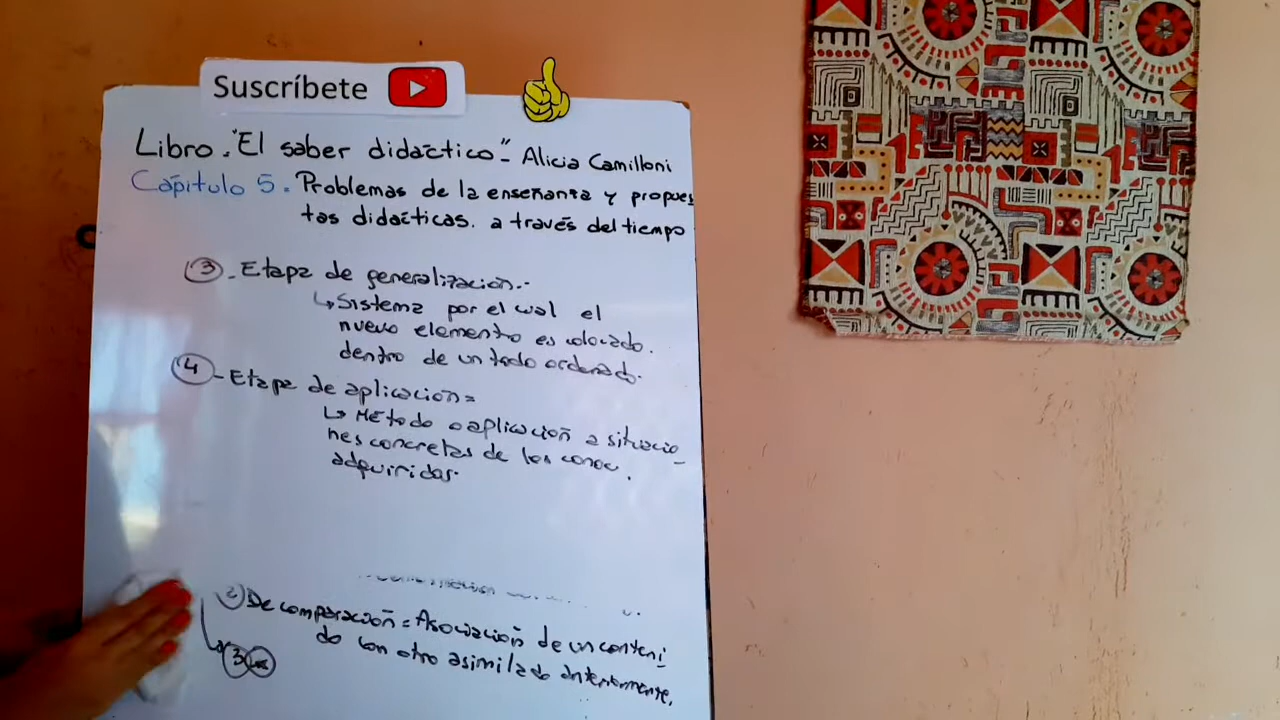 Suscríbete
Libro. "El saber didáctico" - Alicia Camilloni
Capítulo 5. Problemas de la enseñanza y propues
tas didácticas. a través del tiempo
3 - Etapa de generalización.-
↳ Sistema por el cual el
nuevo elemento es colocado.
dentro de un todo ordenado.
4 - Etapa de aplicación =
↳ Método o aplicación a situacio-
nes concretas de los conoc.
adquiridos.
2 De comparación = Asociación de un conteni
do con otro asimilado anteriormente.
3